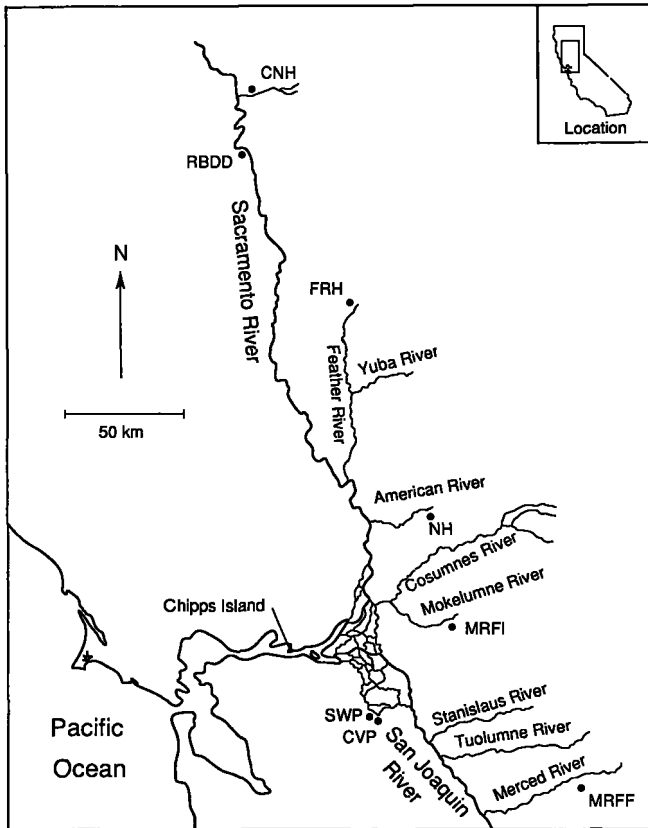 CNH
Location
RBDD
Sacramento River
N
FRH
Feather River
Yuba River
50 km
American River
NH
Cosumnes River
Mokelumne River
Chipps Island
MRFI
Stanislaus River
SWP
CVP
Tuolumne River
San Joaquin
River
Pacific
Ocean
Merced River
MRFF